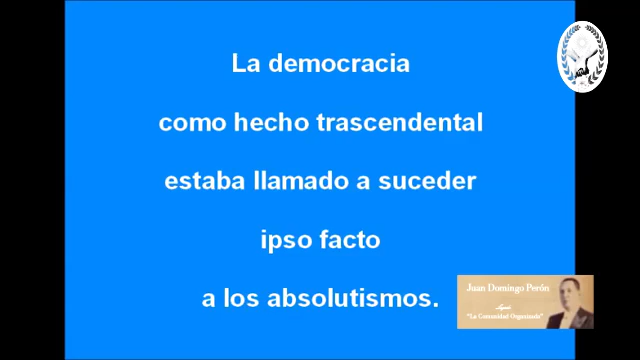 La democracia
como hecho trascendental
estaba llamado a suceder
ipso facto
a los absolutismos.
Juan Domingo Perón
"La Comunidad Organizada"